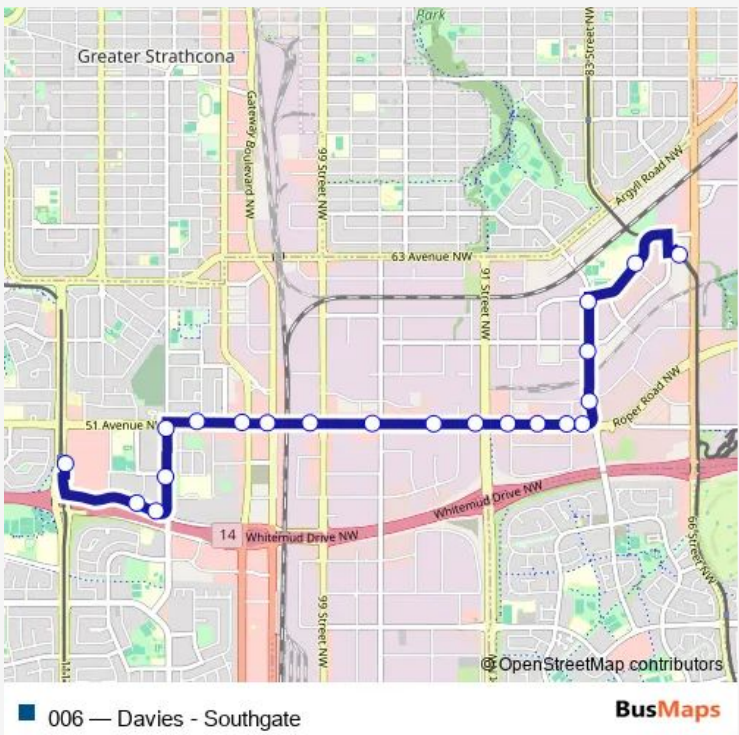 Park
Greater Strathcona
83 Street NW
Gateway Boulevard NW
99 Street NW
Argyll Road NW
63 Avenue NW
91 Street NW
51 Avenue N
Roper Road NW
Whitemud Drive NW
14
Whitemud Drive NW
66 Street NW
99 Street NW
© OpenStreetMap contributors
006 — Davies - Southgate
BusMaps